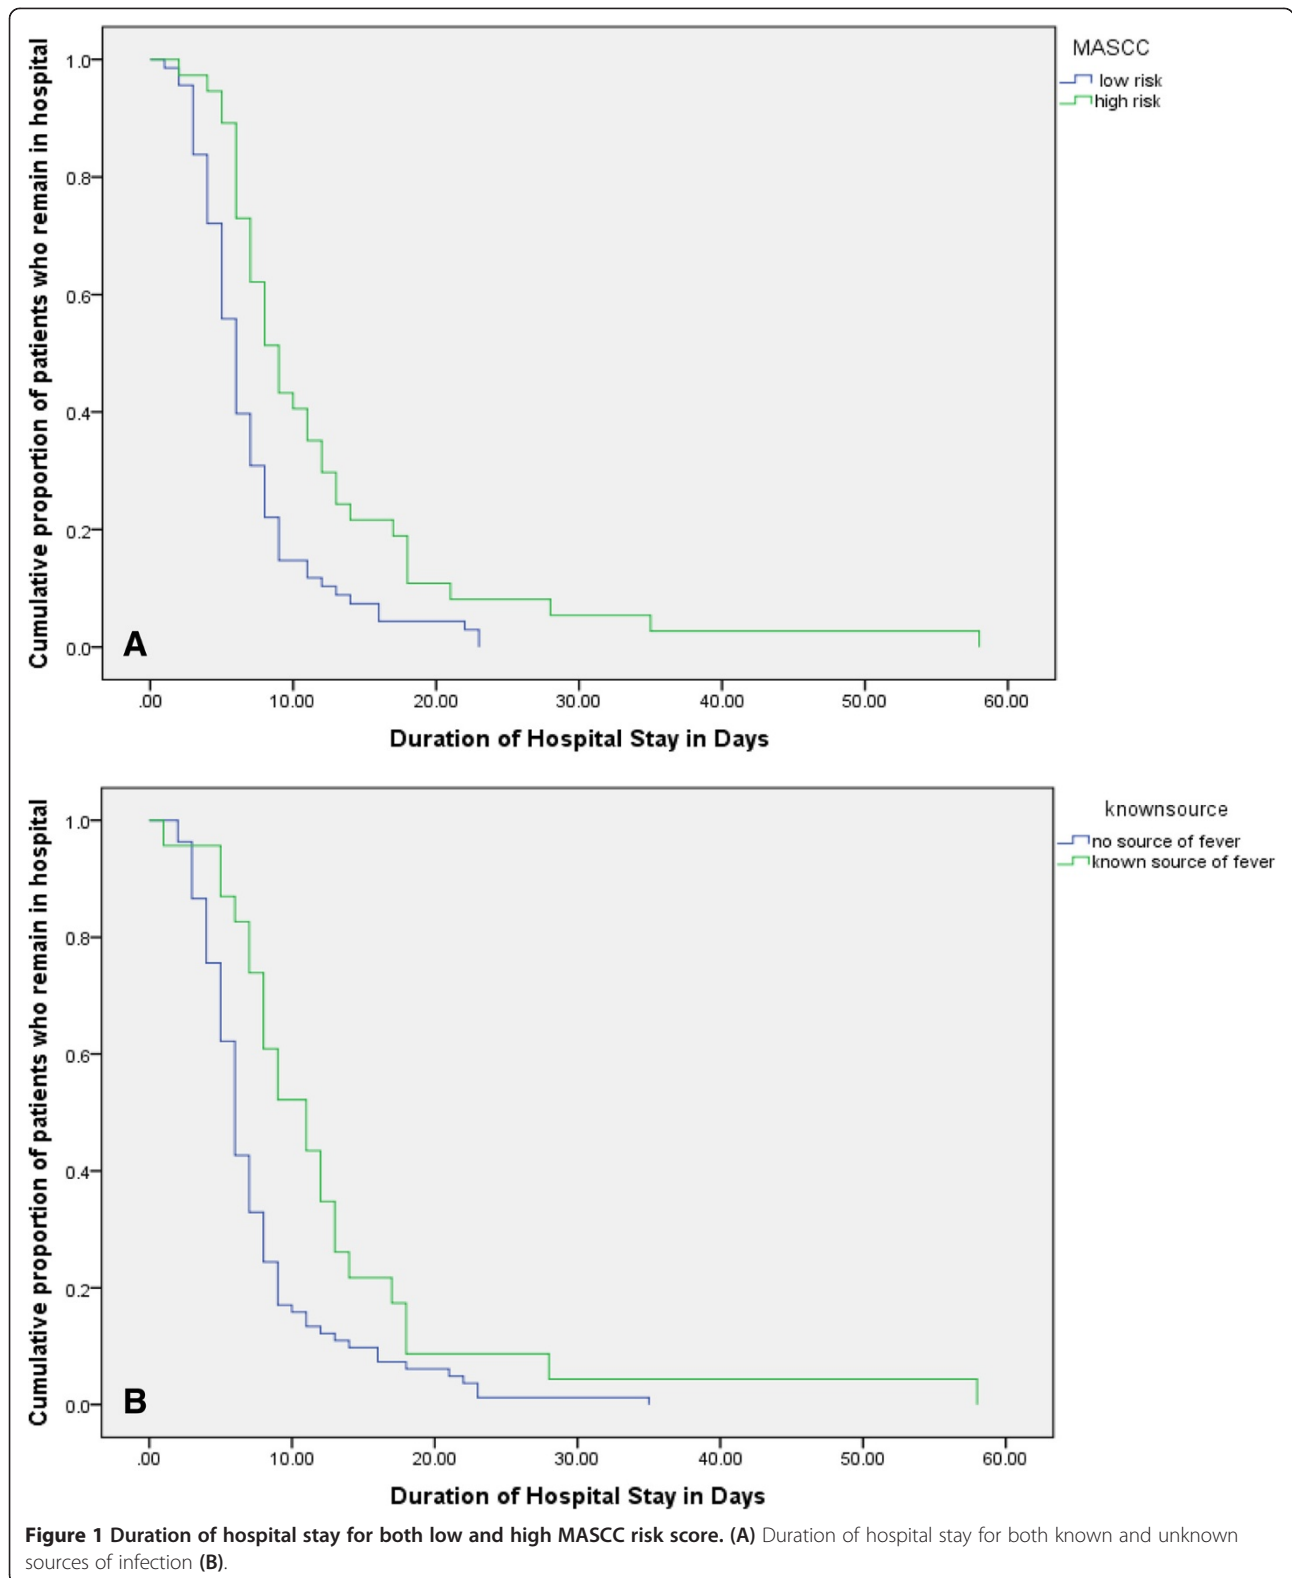 Cumulative proportion of patients who remain in hospital
1.0
0.8
0.6
0.4
0.2
0.0
A
.00 10.00 20.00 30.00 40.00 50.00 60.00
Duration of Hospital Stay in Days
MASCC
low risk
high risk
Cumulative proportion of patients who remain in hospital
1.0
0.8
0.6
0.4
0.2
0.0
B
.00 10.00 20.00 30.00 40.00 50.00 60.00
Duration of Hospital Stay in Days
knownsource
no source of fever
known source of fever
Figure 1 Duration of hospital stay for both low and high MASCC risk score. (A) Duration of hospital stay for both known and unknown
sources of infection (B).